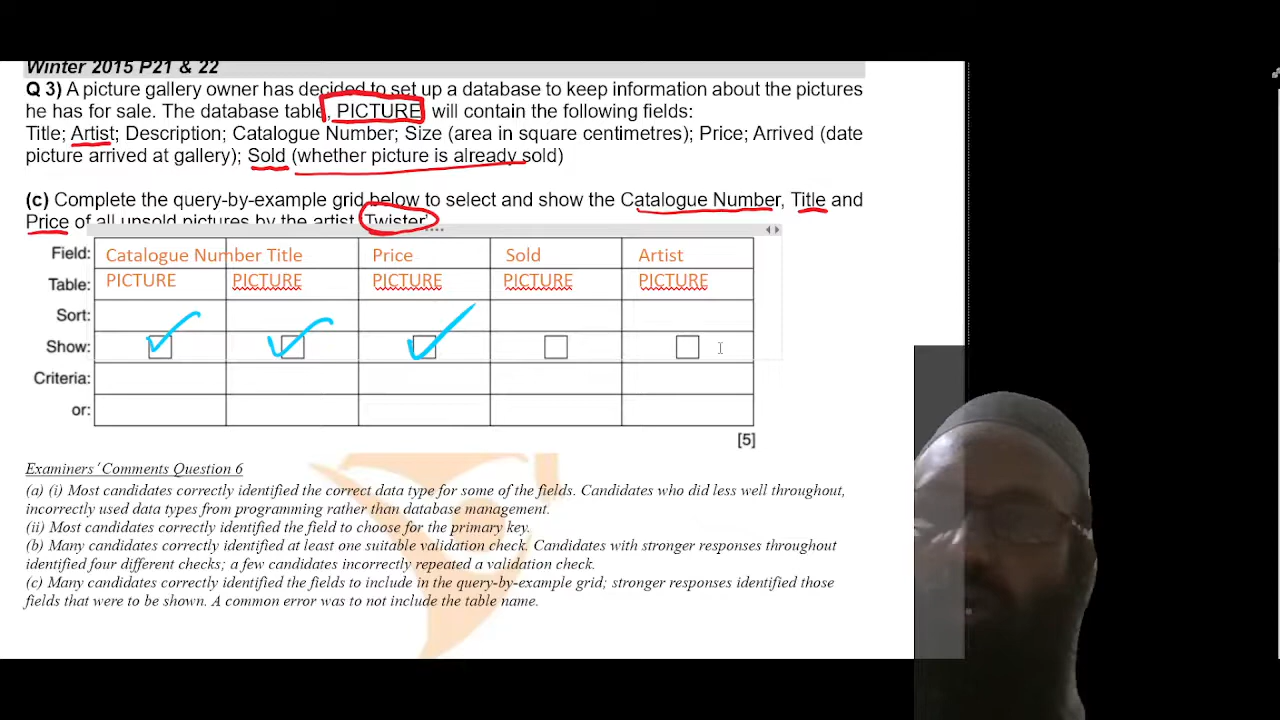 Winter 2015 P21 & 22
Q 3) A picture gallery owner has decided to set up a database to keep information about the pictures
he has for sale. The database table, PICTURE, will contain the following fields:
Title; Artist; Description; Catalogue Number; Size (area in square centimetres); Price; Arrived (date
picture arrived at gallery); Sold (whether picture is already sold)
(c) Complete the query-by-example grid below to select and show the Catalogue Number, Title and
Price of all unsold pictures by the artist 'Twister'.
Field: Catalogue Number Title Price Sold Artist
Table: PICTURE PICTURE PICTURE PICTURE PICTURE
Sort:
Show:
Criteria:
or:
[5]
Examiners' Comments Question 6
(a) (i) Most candidates correctly identified the correct data type for some of the fields. Candidates who did less well throughout,
incorrectly used data types from programming rather than database management.
(ii) Most candidates correctly identified the field to choose for the primary key.
(b) Many candidates correctly identified at least one suitable validation check. Candidates with stronger responses throughout
identified four different checks; a few candidates incorrectly repeated a validation check.
(c) Many candidates correctly identified the fields to include in the query-by-example grid; stronger responses identified those
fields that were to be shown. A common error was to not include the table name.